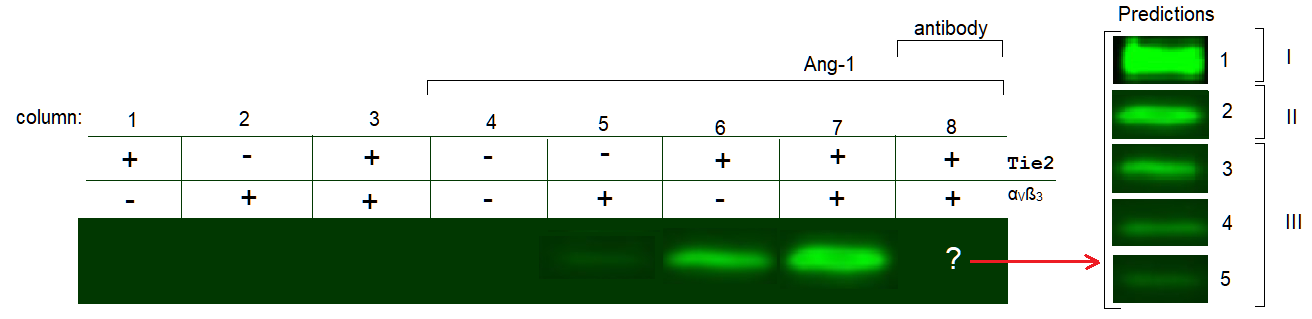 Predictions
antibody
Ang-1
column: 1 2 3 4 5 6 7 8
+ - + - - + + + Tie2
- + + - + - + + αVß3
?
1 I
2 II
3
4 III
5